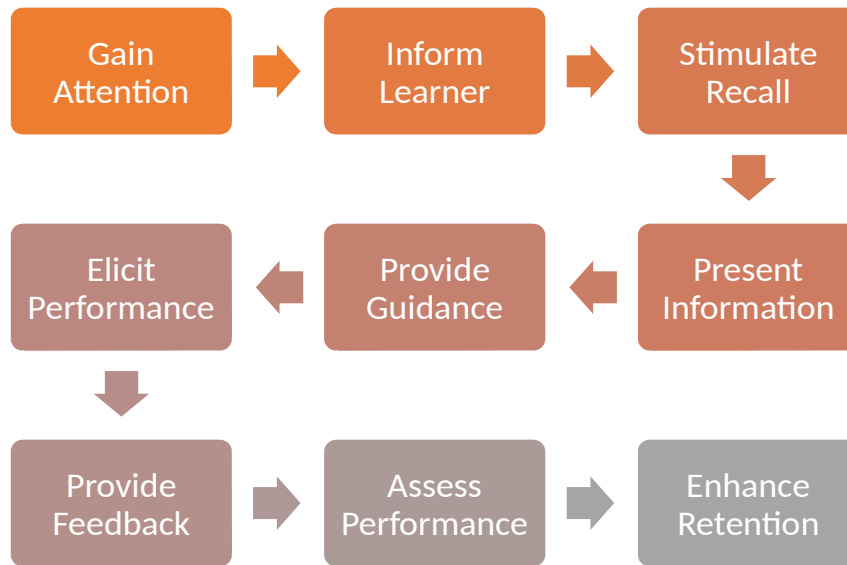 Gain
Attention
Inform
Learner
Stimulate
Recall
Present
Information
Provide
Guidance
Elicit
Performance
Provide
Feedback
Assess
Performance
Enhance
Retention